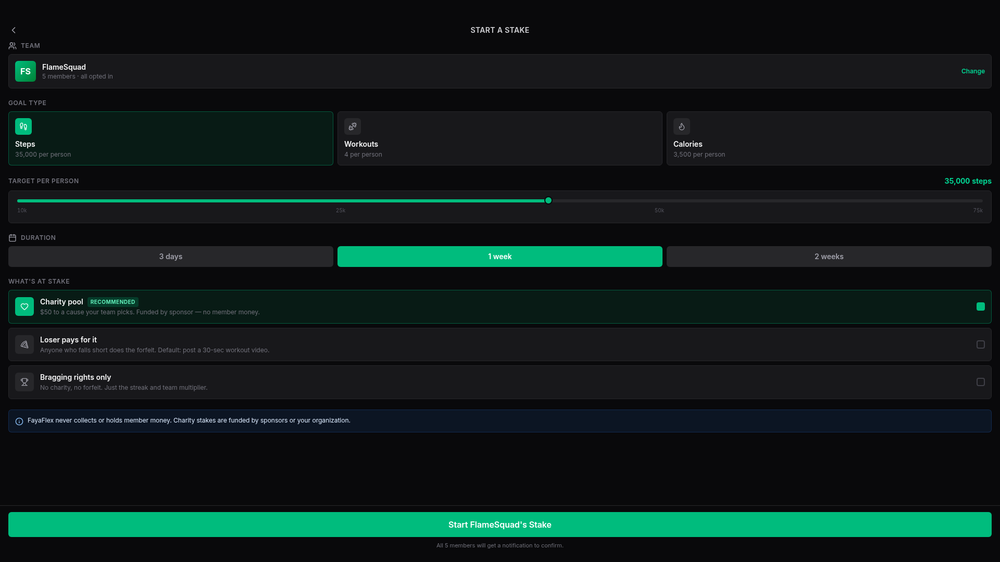 START A STAKE
TEAM
FS
FlameSquad
5 members · all opted in
Change
GOAL TYPE
Steps
35,000 per person
Workouts
4 per person
Calories
3,500 per person
TARGET PER PERSON
35,000 steps
10k
25k
50k
75k
DURATION
3 days
1 week
2 weeks
WHAT'S AT STAKE
Charity pool RECOMMENDED
$50 to a cause your team picks. Funded by sponsor — no member money.
Loser pays for it
Anyone who falls short does the forfeit. Default: post a 30-sec workout video.
Bragging rights only
No charity, no forfeit. Just the streak and team multiplier.
FayaFlex never collects or holds member money. Charity stakes are funded by sponsors or your organization.
Start FlameSquad's Stake
All 5 members will get a notification to confirm.